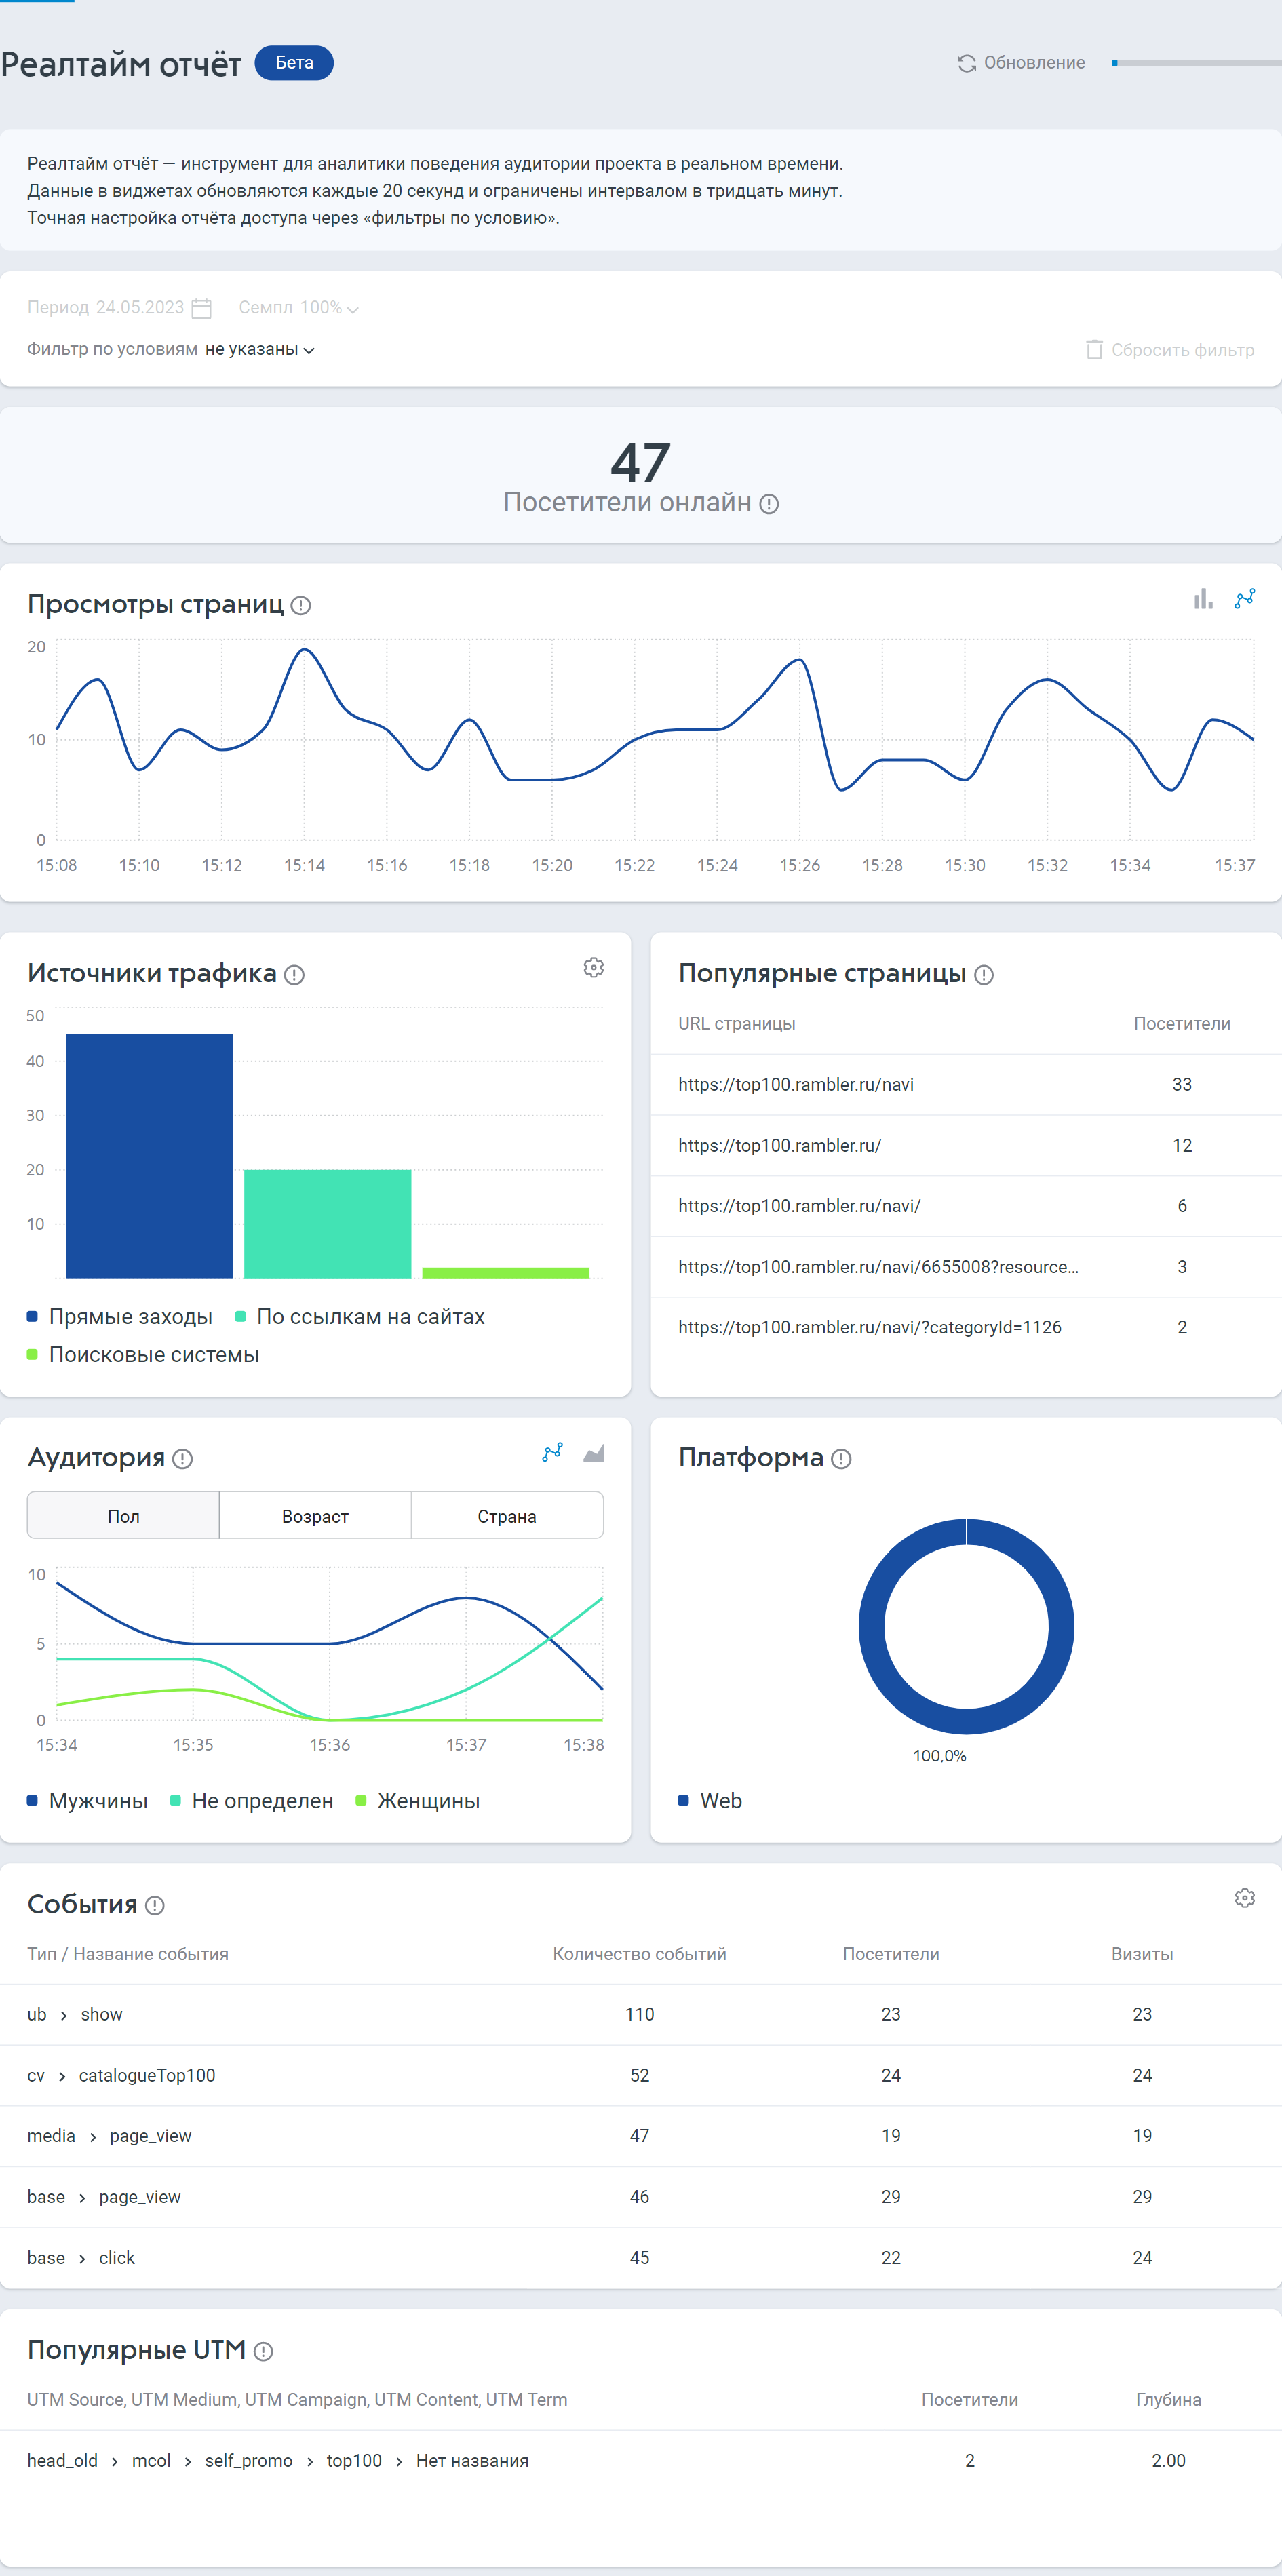 Реалтайм отчёт
Бета
Обновление
Реалтайм отчёт — инструмент для аналитики поведения аудитории проекта в реальном времени.
Данные в виджетах обновляются каждые 20 секунд и ограничены интервалом в тридцать минут.
Точная настройка отчёта доступа через «фильтры по условию».
Период 24.05.2023 Семпл 100%
Фильтр по условиям не указаны
Сбросить фильтр
47
Посетители онлайн
Просмотры страниц
20
10
0
15:08 15:10 15:12 15:14 15:16 15:18 15:20 15:22 15:24 15:26 15:28 15:30 15:32 15:34 15:37
Источники трафика
50
40
30
20
10
Прямые заходы По ссылкам на сайтах
Поисковые системы
Популярные страницы
URL страницы Посетители
https://top100.rambler.ru/navi 33
https://top100.rambler.ru/ 12
https://top100.rambler.ru/navi/ 6
https://top100.rambler.ru/navi/6655008?resource... 3
https://top100.rambler.ru/navi/?categoryId=1126 2
Аудитория
Пол Возраст Страна
10
5
0
15:34 15:35 15:36 15:37 15:38
Мужчины Не определен Женщины
Платформа
100,0%
Web
События
Тип / Название события Количество событий Посетители Визиты
ub › show 110 23 23
cv › catalogueTop100 52 24 24
media › page_view 47 19 19
base › page_view 46 29 29
base › click 45 22 24
Популярные UTM
UTM Source, UTM Medium, UTM Campaign, UTM Content, UTM Term Посетители Глубина
head_old › mcol › self_promo › top100 › Нет названия 2 2.00